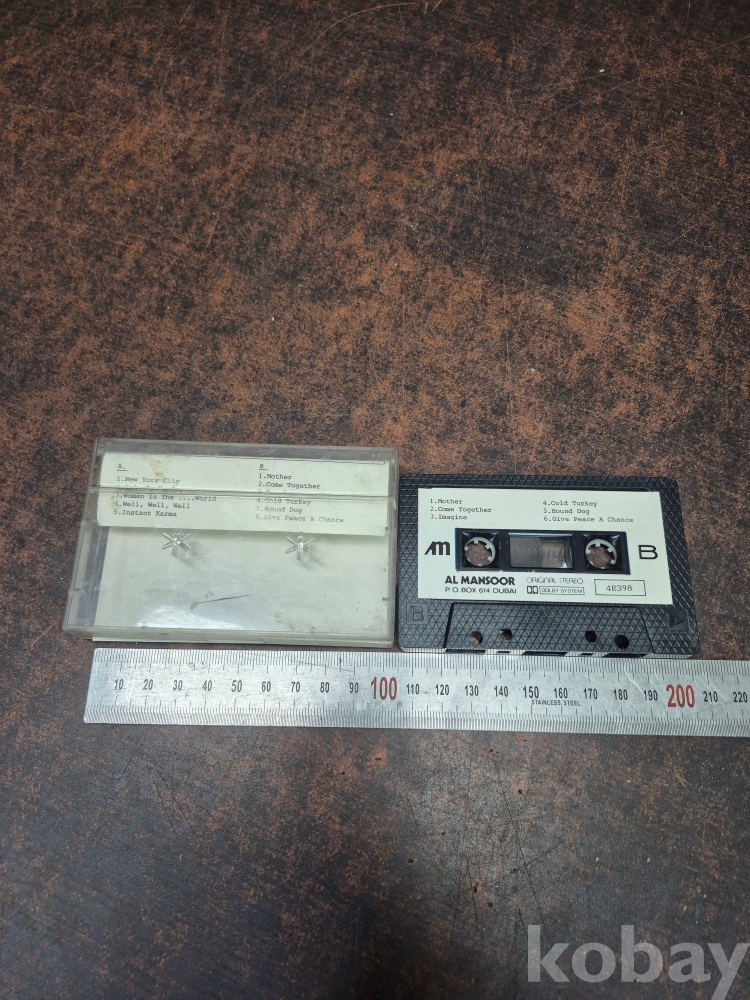 A.
1.New York City
3.Women Is The ....World
4.Well, Well, Well
5.Instant Karma
B
1.Mother
2.Come Together
4.Cold Turkey
5.Hound Dog
6.Give Peace A Chance
1.Mother
2.Come Together
3.Imagine
4.Cold Turkey
5.Hound Dog
6.Give Peace A Chance
AM
B
AL MANSOOR
P.O. BOX 614 DUBAI
ORIGINAL STEREO
DOLBY SYSTEM
4E398
B
10 20 30 40 50 60 70 80 90 100 110 120 130 140 150 160 170 180 190 200 210 220
STAINLESS STEEL
kobay